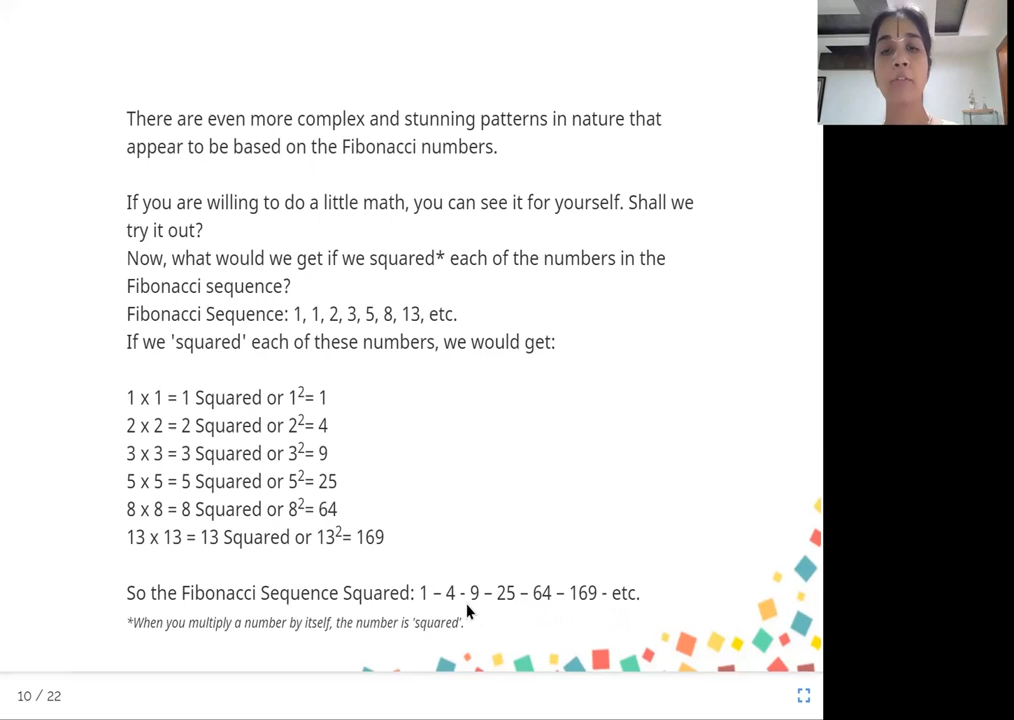 There are even more complex and stunning patterns in nature that
appear to be based on the Fibonacci numbers.
If you are willing to do a little math, you can see it for yourself. Shall we
try it out?
Now, what would we get if we squared* each of the numbers in the
Fibonacci sequence?
Fibonacci Sequence: 1, 1, 2, 3, 5, 8, 13, etc.
If we 'squared' each of these numbers, we would get:
1 x 1 = 1 Squared or 1²= 1
2 x 2 = 2 Squared or 2²= 4
3 x 3 = 3 Squared or 3²= 9
5 x 5 = 5 Squared or 5²= 25
8 x 8 = 8 Squared or 8²= 64
13 x 13 = 13 Squared or 13²= 169
So the Fibonacci Sequence Squared: 1 – 4 - 9 – 25 – 64 – 169 - etc.
*When you multiply a number by itself, the number is 'squared'.
10 / 22